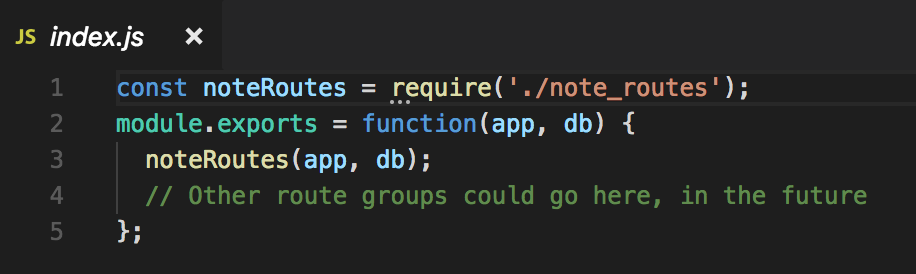 JS index.js ×
1 const noteRoutes = require('./note_routes');
2 module.exports = function(app, db) {
3   noteRoutes(app, db);
4   // Other route groups could go here, in the future
5 };